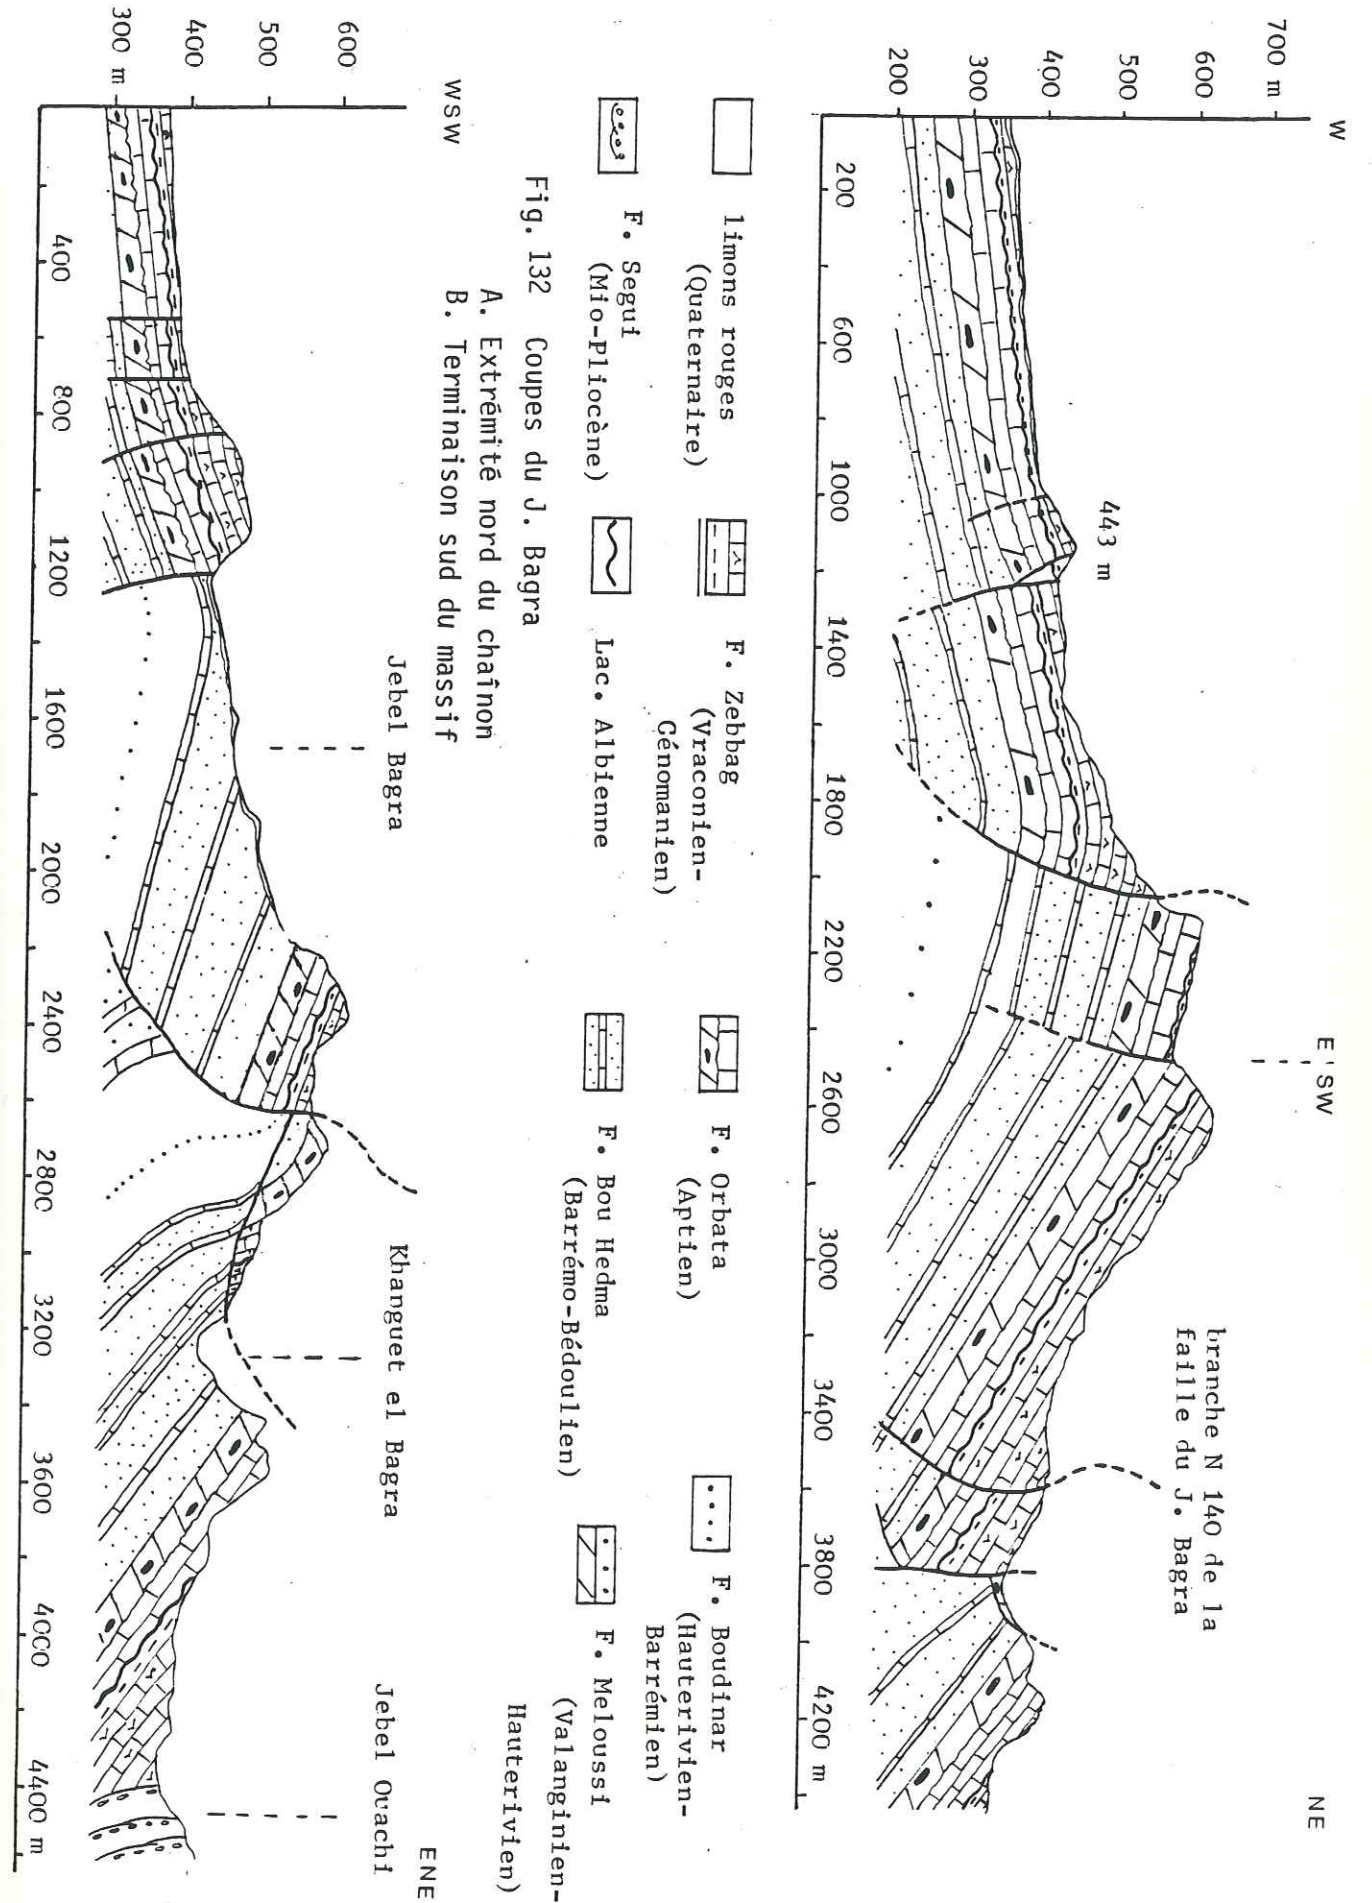 W
E
SW
NE
700 m
600
500
400
300
200
443 m
branche N 140 de la
faille du J. Bagra
200
600
1000
1400
1800
2200
2600
3000
3400
3800
4200 m
limons rouges
(Quaternaire)
F. Zebbag
(Vraconien-
Cénomanien)
F. Orbata
(Aptien)
F. Boudinar
(Hauterivien-
Barrémien)
F. Segui
(Mio-Pliocène)
Lac. Albienne
F. Bou Hedma
(Barrémo-Bédoulien)
F. Meloussi
(Valanginien-
Hauterivien)
Fig. 132 Coupes du J. Bagra
A. Extrémité nord du chaînon
B. Terminaison sud du massif
WSW
ENE
Jebel Bagra
Khanguet el Bagra
Jebel Ouachi
600
500
400
300 m
400
800
1200
1600
2000
2400
2800
3200
3600
4000
4400 m